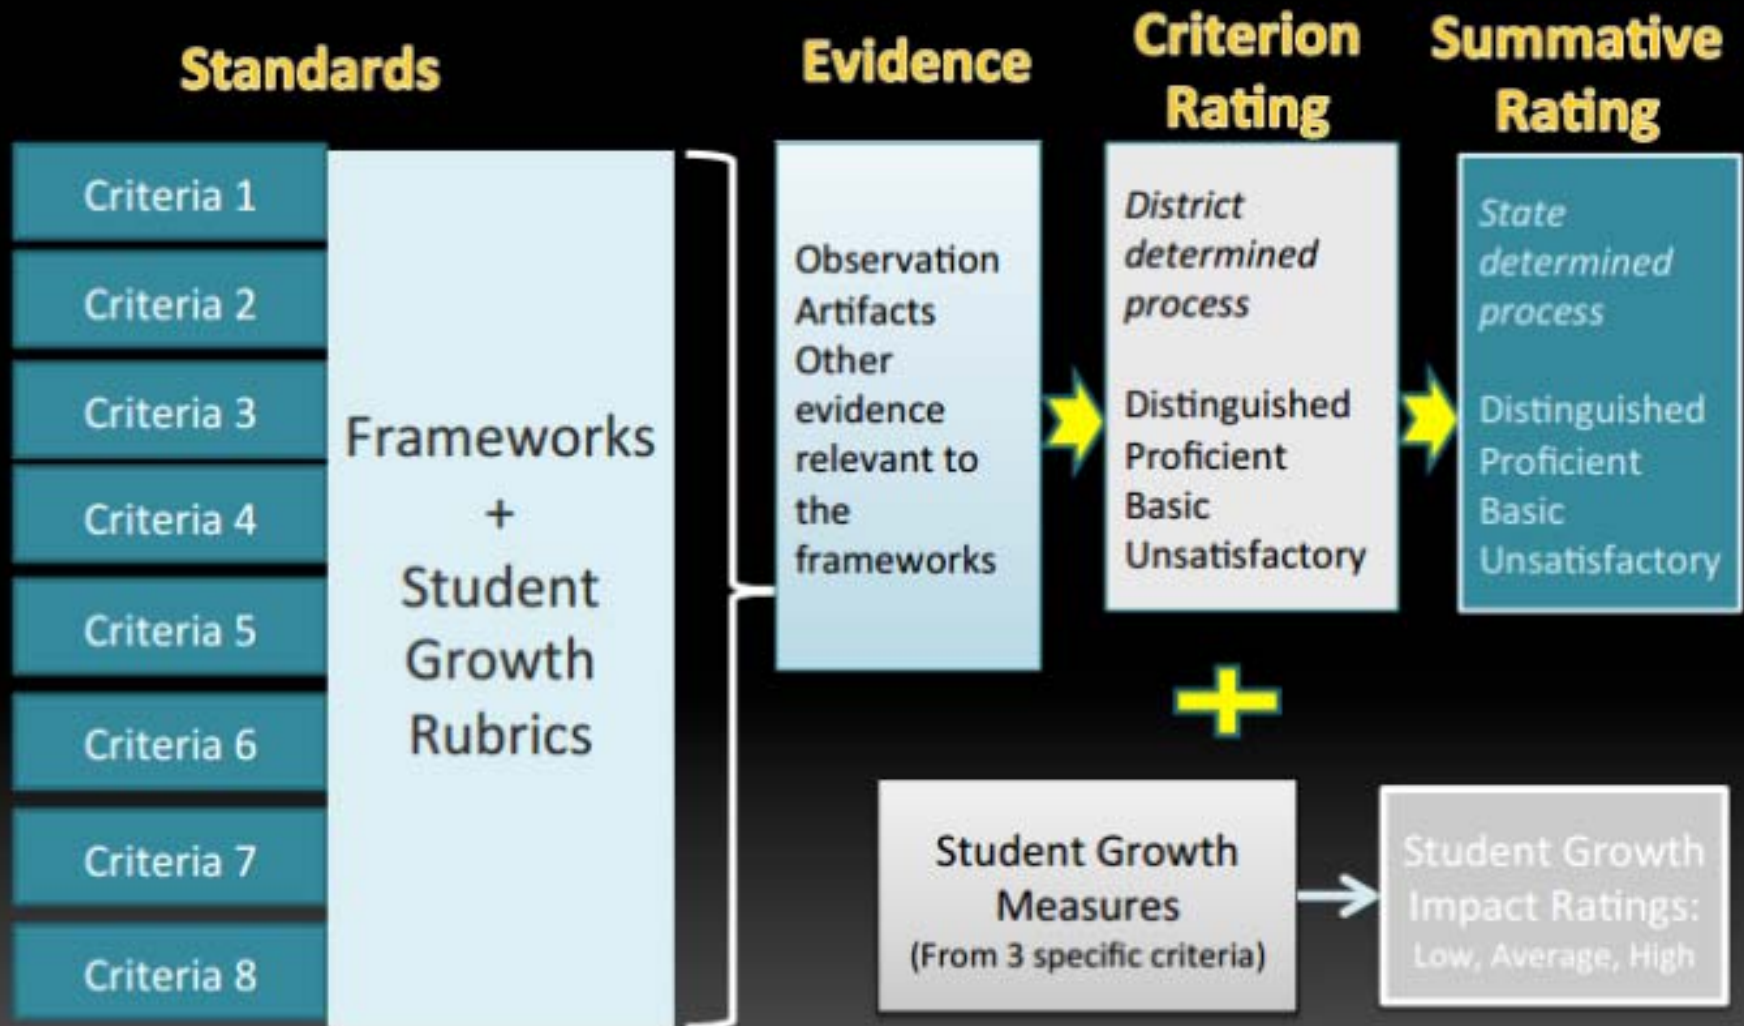 Standards
Criteria 1
Criteria 2
Criteria 3
Criteria 4
Criteria 5
Criteria 6
Criteria 7
Criteria 8
Frameworks
+
Student
Growth
Rubrics
Evidence
Observation
Artifacts
Other
evidence
relevant to
the
frameworks
Criterion
Rating
District
determined
process
Distinguished
Proficient
Basic
Unsatisfactory
Summative
Rating
State
determined
process
Distinguished
Proficient
Basic
Unsatisfactory
Student Growth
Measures
(From 3 specific criteria)
Student Growth
Impact Ratings:
Low, Average, High